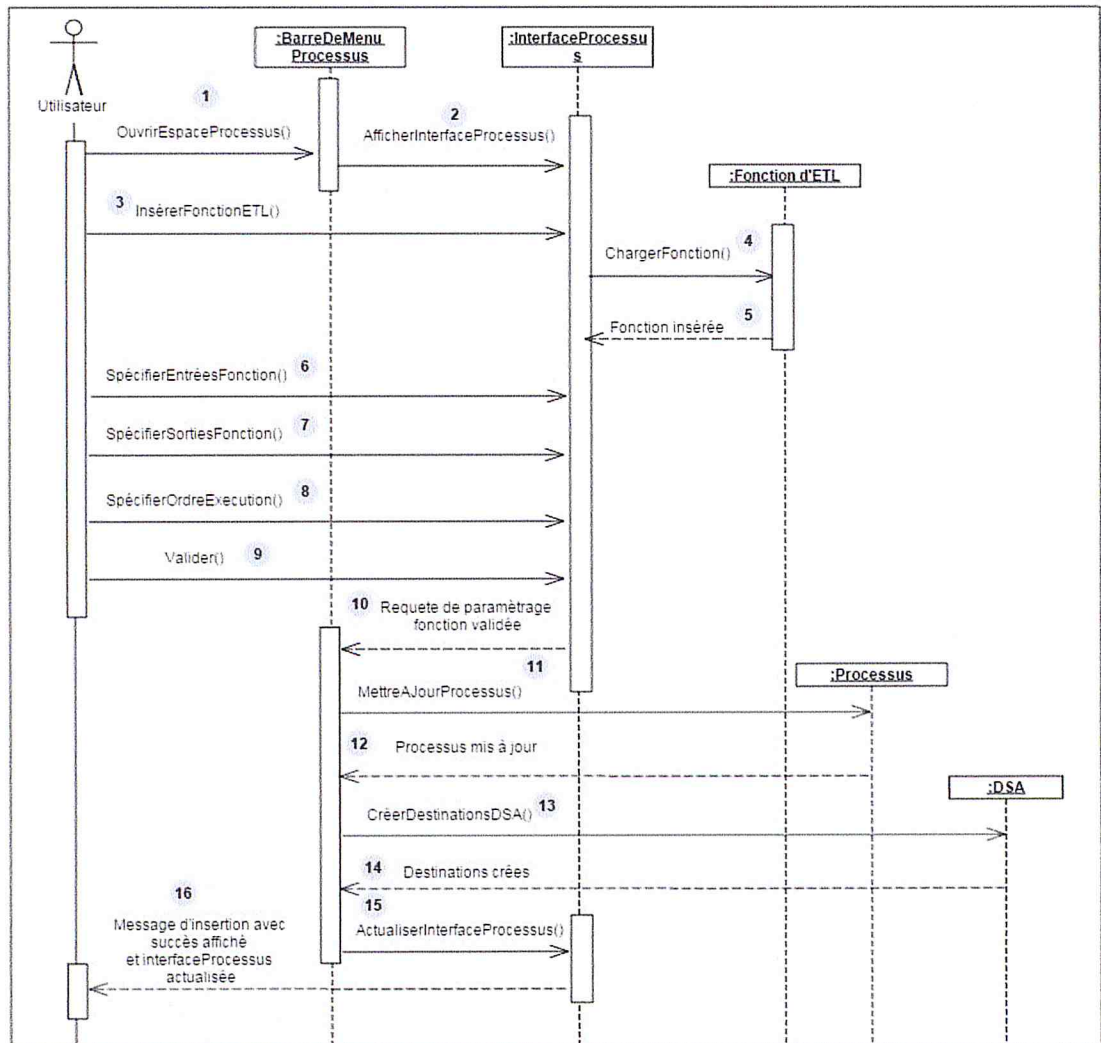 :BarreDeMenu
Processus
:InterfaceProcessu
s
Utilisateur
1
OuvrirEspaceProcessus()
2
AfficherInterfaceProcessus()
:Fonction d'ETL
3
InsérerFonctionETL()
4
ChargerFonction()
5
Fonction insérée
6
SpécifierEntréesFonction()
7
SpécifierSortiesFonction()
8
SpécifierOrdreExecution()
9
Valider()
10
Requete de paramètrage
fonction validée
11
MettreAJourProcessus()
:Processus
12
Processus mis à jour
:DSA
13
CréerDestinationsDSA()
14
Destinations crées
15
ActualiserInterfaceProcessus()
16
Message d'insertion avec
succès affiché
et interfaceProcessus
actualisée